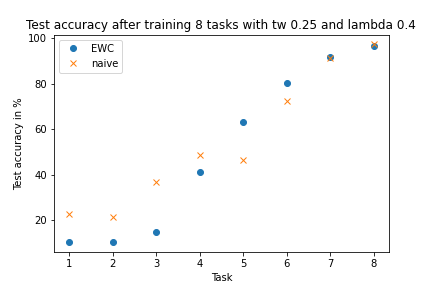 Test accuracy after training 8 tasks with tw 0.25 and lambda 0.4
EWC
naive
Test accuracy in %
100
80
60
40
20
1 2 3 4 5 6 7 8
Task